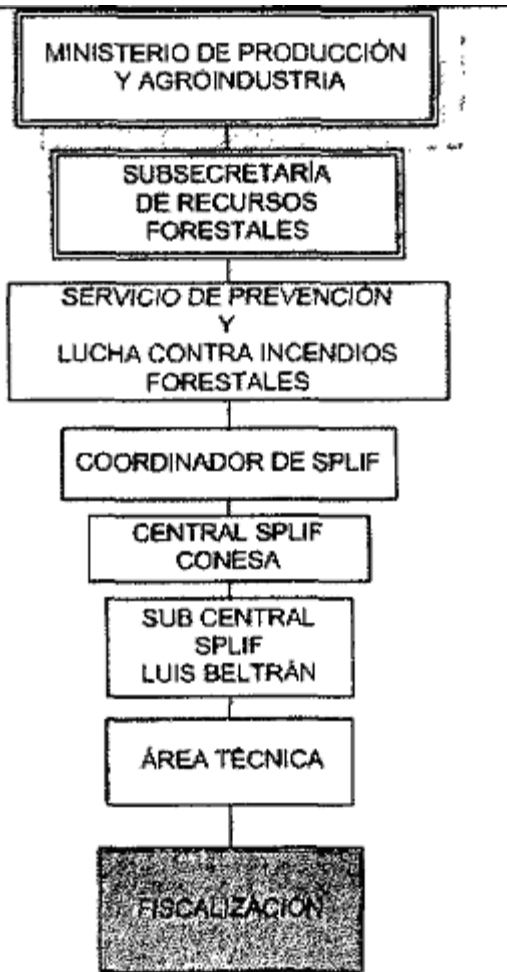 MINISTERIO DE PRODUCCIÓN
Y AGROINDUSTRIA
SUBSECRETARÍA
DE RECURSOS
FORESTALES
SERVICIO DE PREVENCIÓN
Y
LUCHA CONTRA INCENDIOS
FORESTALES
COORDINADOR DE SPLIF
CENTRAL SPLIF
CONESA
SUB CENTRAL
SPLIF
LUIS BELTRÁN
ÁREA TÉCNICA
FISCALIZACIÓN